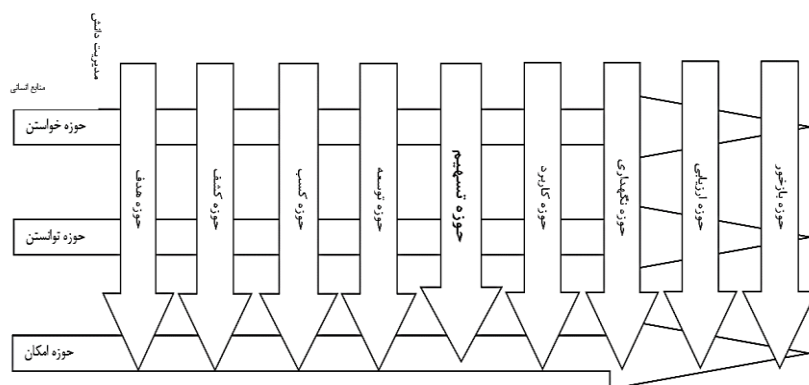 مدیریت دانش
منابع انسانی
حوزه خواستن
حوزه توانستن
حوزه امکان
حوزه هدف
حوزه کشف
حوزه کسب
حوزه توسعه
حوزه تسهیم
حوزه کاربرد
حوزه نگهداری
حوزه ارزیابی
حوزه بازخور